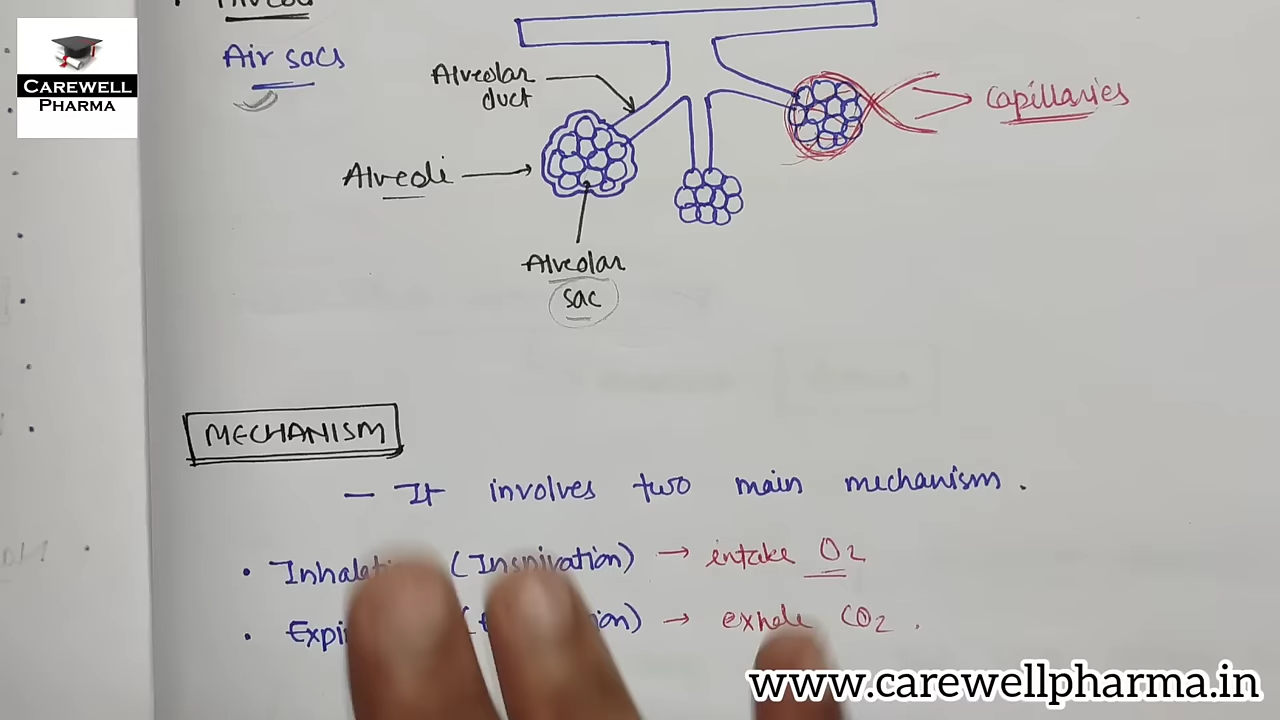 CAREWELL
PHARMA
Air sacs
Alveolar
duct
capillaries
Alveoli
Alveolar
sac
MECHANISM
— It involves two main mechanism.
• (Inspiration) → intake O2
• → exhale CO2.
www.carewellpharma.in